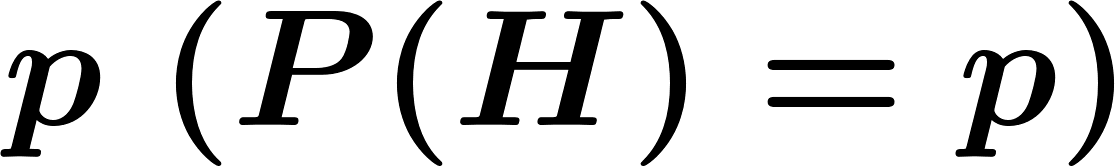 p (P(H) = p)